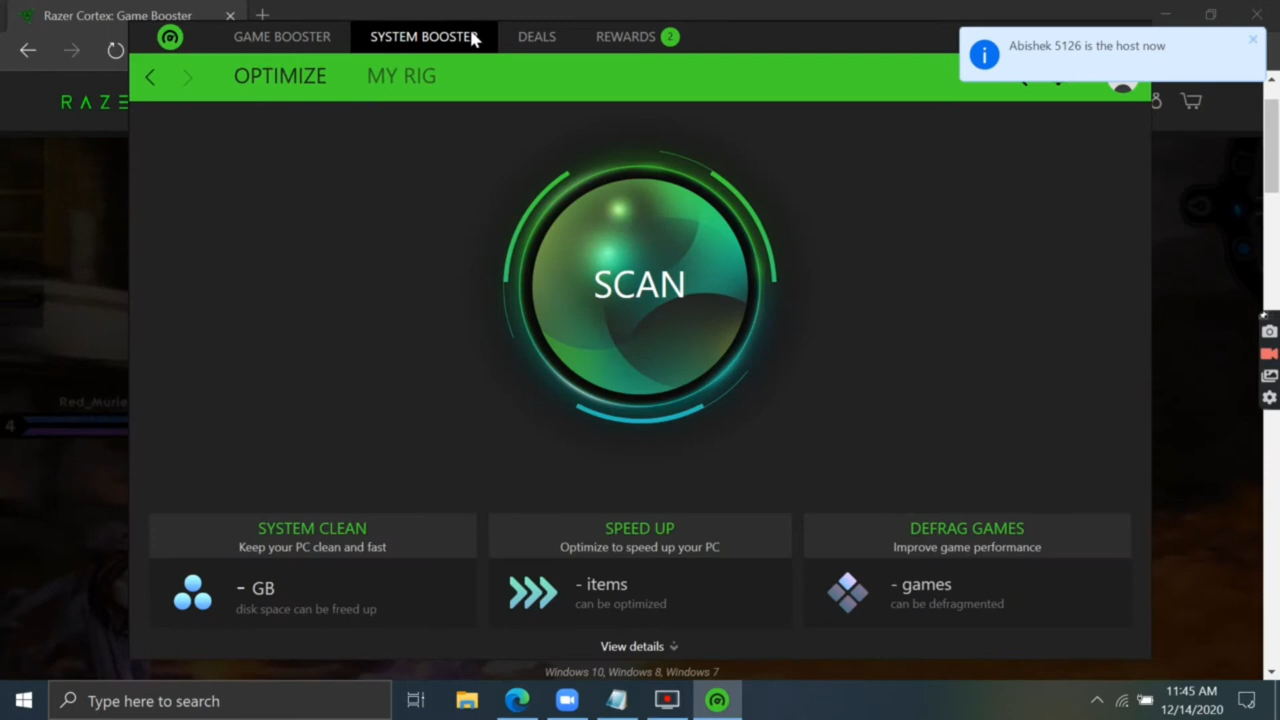 Razer Cortex: Game Booster
GAME BOOSTER
SYSTEM BOOSTER
DEALS
REWARDS 2
Abishek 5126 is the host now
OPTIMIZE
MY RIG
RAZE
SCAN
Red_Murie
4
SYSTEM CLEAN
Keep your PC clean and fast
- GB
disk space can be freed up
SPEED UP
Optimize to speed up your PC
- items
can be optimized
DEFRAG GAMES
Improve game performance
- games
can be defragmented
View details
Windows 10, Windows 8, Windows 7
Type here to search
11:45 AM
12/14/2020